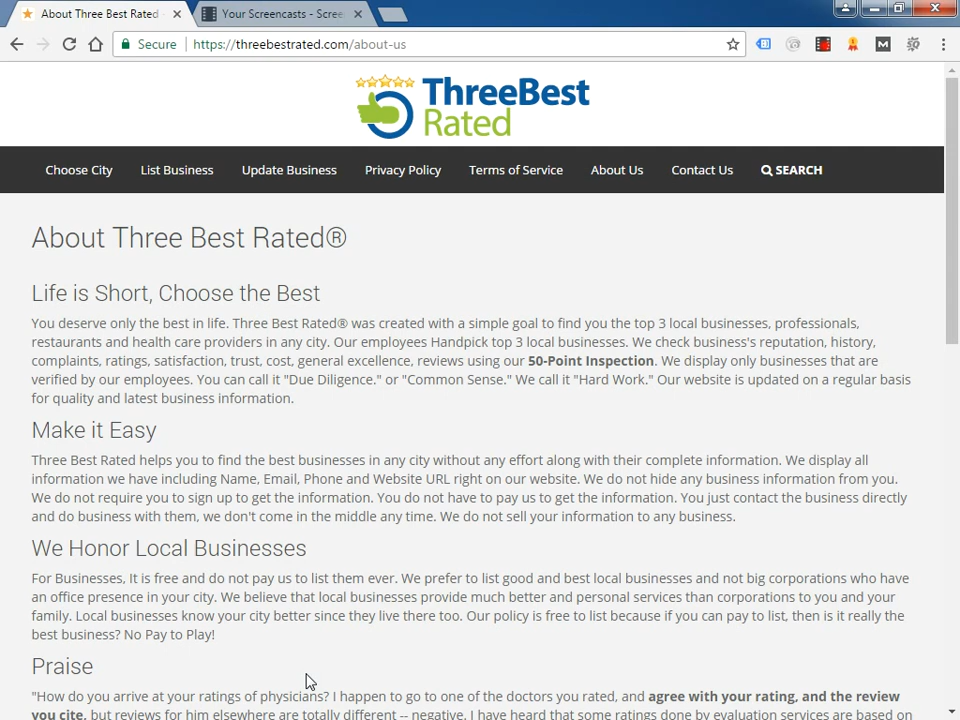 About Three Best Rated
Your Screencasts - Scree
Secure
https://threebestrated.com/about-us
ThreeBest
Rated
Choose City
List Business
Update Business
Privacy Policy
Terms of Service
About Us
Contact Us
SEARCH
About Three Best Rated®
Life is Short, Choose the Best
You deserve only the best in life. Three Best Rated® was created with a simple goal to find you the top 3 local businesses, professionals,
restaurants and health care providers in any city. Our employees Handpick top 3 local businesses. We check business's reputation, history,
complaints, ratings, satisfaction, trust, cost, general excellence, reviews using our 50-Point Inspection. We display only businesses that are
verified by our employees. You can call it "Due Diligence." or "Common Sense." We call it "Hard Work." Our website is updated on a regular basis
for quality and latest business information.
Make it Easy
Three Best Rated helps you to find the best businesses in any city without any effort along with their complete information. We display all
information we have including Name, Email, Phone and Website URL right on our website. We do not hide any business information from you.
We do not require you to sign up to get the information. You do not have to pay us to get the information. You just contact the business directly
and do business with them, we don't come in the middle any time. We do not sell your information to any business.
We Honor Local Businesses
For Businesses, It is free and do not pay us to list them ever. We prefer to list good and best local businesses and not big corporations who have
an office presence in your city. We believe that local businesses provide much better and personal services than corporations to you and your
family. Local businesses know your city better since they live there too. Our policy is free to list because if you can pay to list, then is it really the
best business? No Pay to Play!
Praise
"How do you arrive at your ratings of physicians? I happen to go to one of the doctors you rated, and agree with your rating, and the review
you cite, but reviews for him elsewhere are totally different -- negative. I have heard that some ratings done by evaluation services are based on